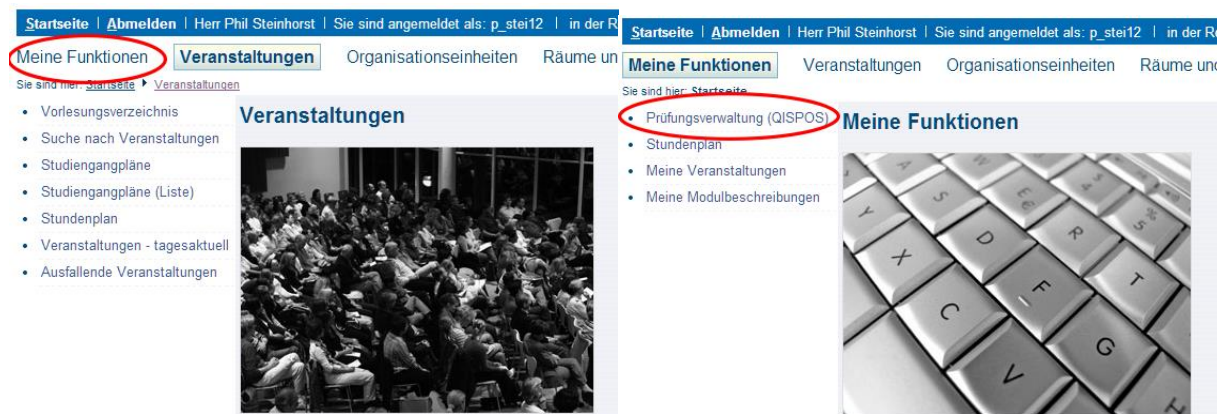 Startseite | Abmelden | Herr Phil Steinhorst | Sie sind angemeldet als: p_stei12 | in der R
Meine Funktionen Veranstaltungen Organisationseinheiten Räume un
Sie sind hier: Startseite Veranstaltungen
Vorlesungsverzeichnis
Suche nach Veranstaltungen
Studiengangpläne
Studiengangpläne (Liste)
Stundenplan
Veranstaltungen - tagesaktuell
Ausfallende Veranstaltungen
Veranstaltungen
Startseite | Abmelden | Herr Phil Steinhorst | Sie sind angemeldet als: p_stei12 | in der R
Meine Funktionen Veranstaltungen Organisationseinheiten Räume und
Sie sind hier: Startseite
Prüfungsverwaltung (QISPOS)
Stundenplan
Meine Veranstaltungen
Meine Modulbeschreibungen
Meine Funktionen
A S W E € $ 4 % 5
Y X D F R T
C V G